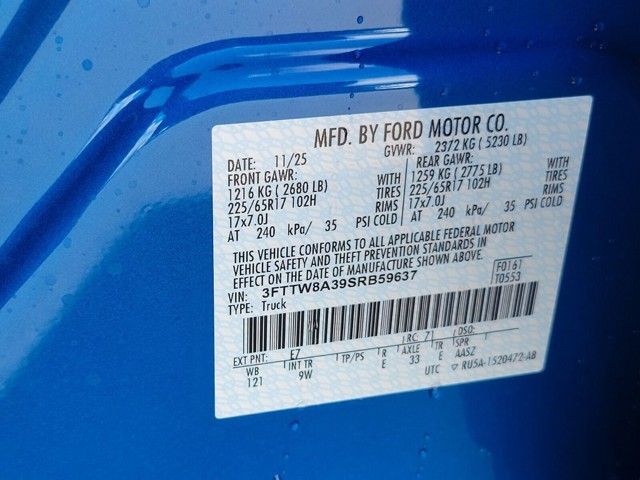 MFD. BY FORD MOTOR CO.
DATE: 11/25 GVWR: 2372 KG ( 5230 LB)
FRONT GAWR: REAR GAWR:
1216 KG ( 2680 LB) WITH 1259 KG ( 2775 LB) WITH
225/65R17 102H TIRES 225/65R17 102H TIRES
17x7.0J RIMS 17x7.0J RIMS
AT 240 kPa/ 35 PSI COLD AT 240 kPa/ 35 PSI COLD
THIS VEHICLE CONFORMS TO ALL APPLICABLE FEDERAL MOTOR
VEHICLE SAFETY AND THEFT PREVENTION STANDARDS IN
EFFECT ON THE DATE OF MANUFACTURE SHOWN ABOVE.
VIN: 3FTTW8A39SRB59637 F0161
TYPE: Truck T0553
EXT PNT: E7 RC: 71 DSO:
WB INT TR TP/PS R AXLE TR SPR
121 9W E 33 E AASZ
UTC RU5A-1520472-AB